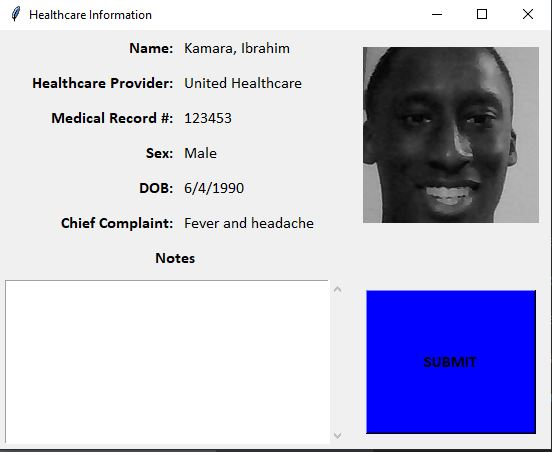 Healthcare Information
Name: Kamara, Ibrahim
Healthcare Provider: United Healthcare
Medical Record #: 123453
Sex: Male
DOB: 6/4/1990
Chief Complaint: Fever and headache
Notes
SUBMIT